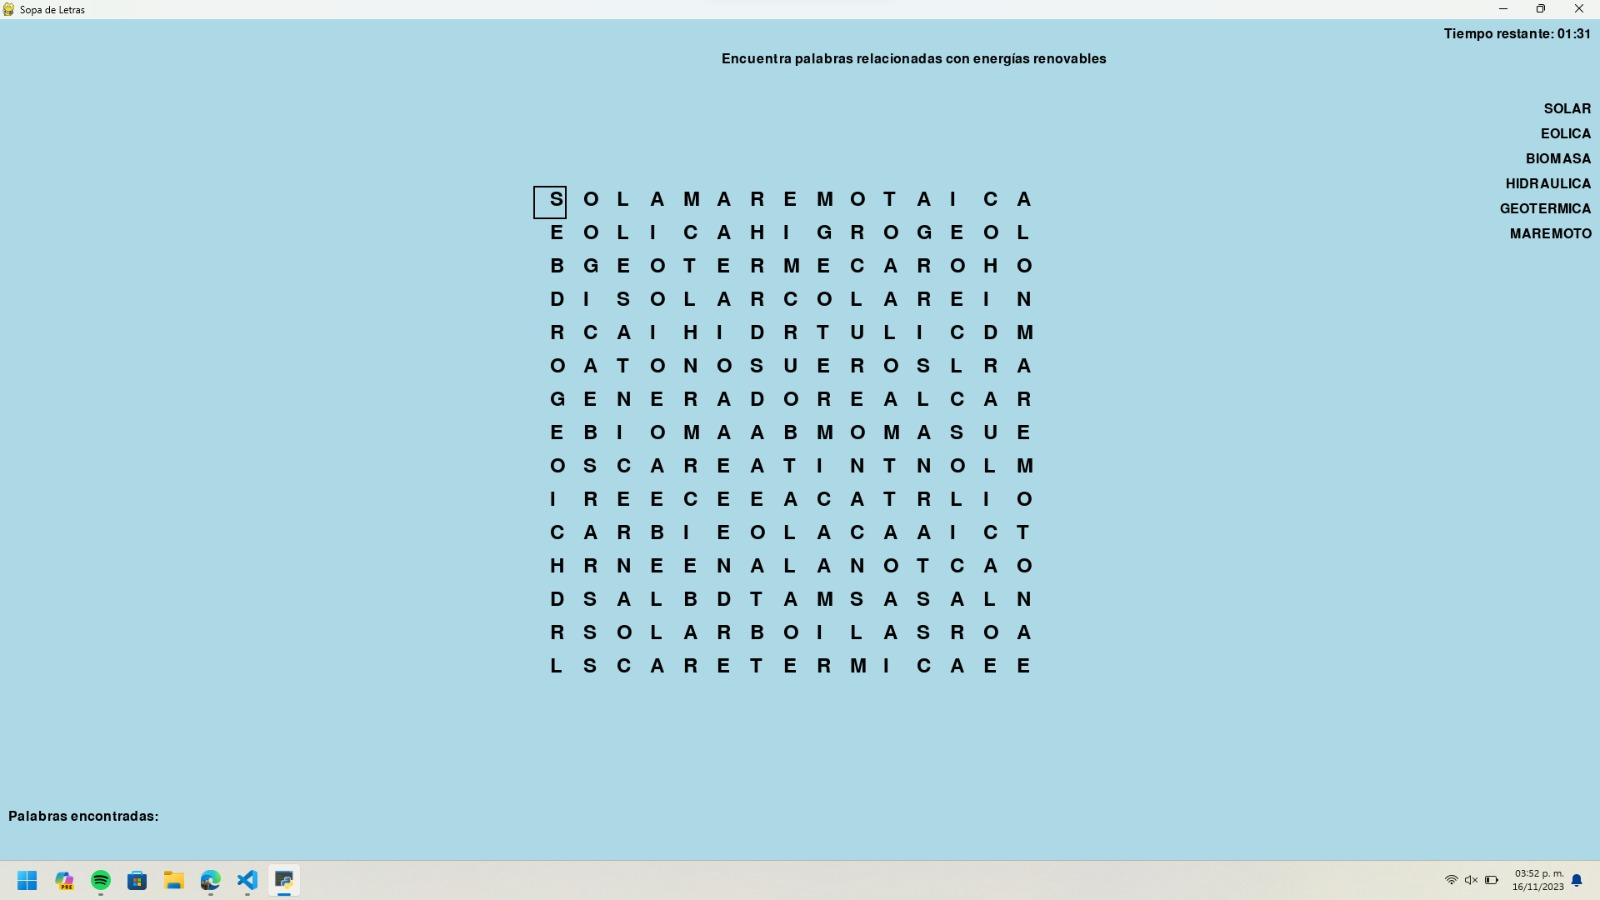 Sopa de Letras
Tiempo restante: 01:31
Encuentra palabras relacionadas con energías renovables
SOLAR
EOLICA
BIOMASA
HIDRAULICA
GEOTERMICA
MAREMOTO
S O L A M A R E M O T A I C A
E O L I C A H I G R O G E O L
B G E O T E R M E C A R O H O
D I S O L A R C O L A R E I N
R C A I H I D R T U L I C D M
O A T O N O S U E R O S L R A
G E N E R A D O R E A L C A R
E B I O M A A B M O M A S U E
O S C A R E A T I N T N O L M
I R E E C E E A C A T R L I O
C A R B I E O L A C A A I C T
H R N E E N A L A N O T C A O
D S A L B D T A M S A S A L N
R S O L A R B O I L A S R O A
L S C A R E T E R M I C A E E
Palabras encontradas:
PRE
03:52 p. m.
16/11/2023